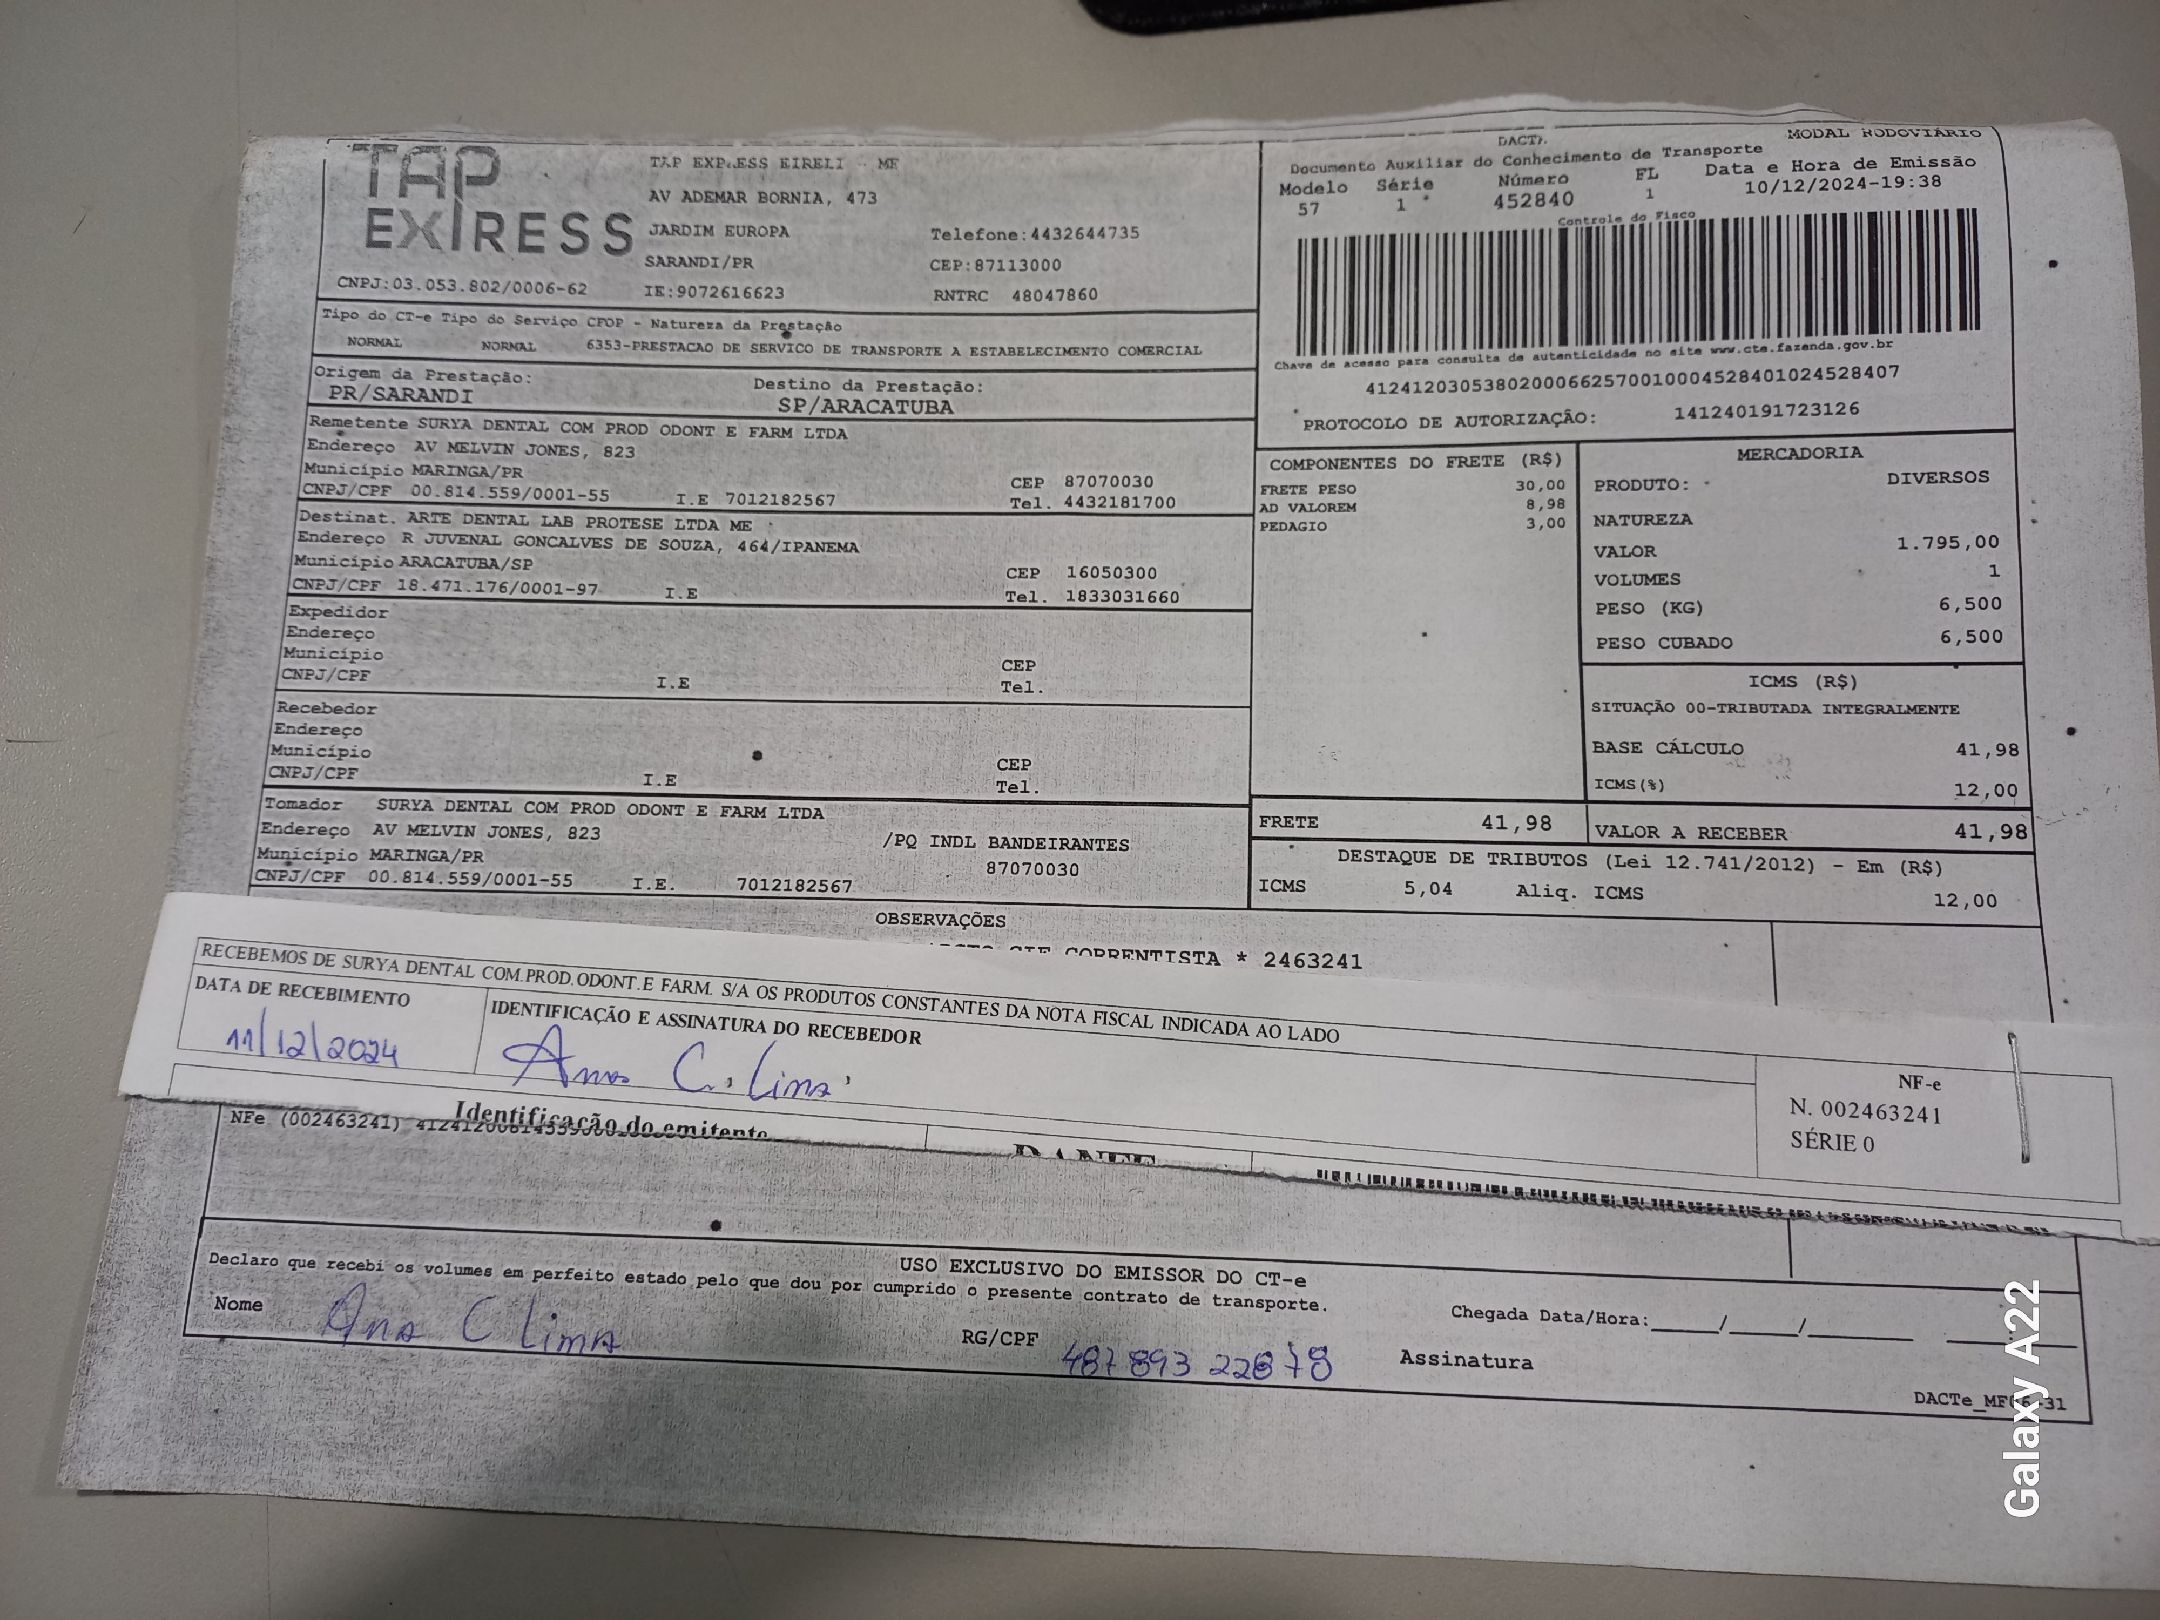 TAP
EXPRESS
TAP EXPRESS EIRELI - ME
AV ADEMAR BORNIA, 473
JARDIM EUROPA Telefone:4432644735
SARANDI/PR CEP:87113000
CNPJ:03.053.802/0006-62 IE:9072616623 RNTRC 48047860
DACTE MODAL RODOVIÁRIO
Documento Auxiliar do Conhecimento de Transporte
Modelo Série Número FL Data e Hora de Emissão
57 1 452840 1 10/12/2024-19:38
Controle do Fisco
Chave de acesso para consulta de autenticidade no site www.cte.fazenda.gov.br
41241203053802000662570010004528401024528407
PROTOCOLO DE AUTORIZAÇÃO: 141240191723126
Tipo do CT-e Tipo do Serviço CFOP - Natureza da Prestação
NORMAL NORMAL 6353-PRESTACAO DE SERVICO DE TRANSPORTE A ESTABELECIMENTO COMERCIAL
Origem da Prestação: Destino da Prestação:
PR/SARANDI SP/ARACATUBA
Remetente SURYA DENTAL COM PROD ODONT E FARM LTDA
Endereço AV MELVIN JONES, 823
Município MARINGA/PR CEP 87070030
CNPJ/CPF 00.814.559/0001-55 I.E 7012182567 Tel. 4432181700
Destinat. ARTE DENTAL LAB PROTESE LTDA ME
Endereço R JUVENAL GONCALVES DE SOUZA, 464/IPANEMA
Município ARACATUBA/SP CEP 16050300
CNPJ/CPF 18.471.176/0001-97 I.E Tel. 1833031660
Expedidor
Endereço
Município CEP
CNPJ/CPF I.E Tel.
Recebedor
Endereço
Município CEP
CNPJ/CPF I.E Tel.
Tomador SURYA DENTAL COM PROD ODONT E FARM LTDA
Endereço AV MELVIN JONES, 823 /PQ INDL BANDEIRANTES
Município MARINGA/PR 87070030
CNPJ/CPF 00.814.559/0001-55 I.E. 7012182567
COMPONENTES DO FRETE (R$)
FRETE PESO 30,00
AD VALOREM 8,98
PEDAGIO 3,00
MERCADORIA
PRODUTO: DIVERSOS
NATUREZA
VALOR 1.795,00
VOLUMES 1
PESO (KG) 6,500
PESO CUBADO 6,500
ICMS (R$)
SITUAÇÃO 00-TRIBUTADA INTEGRALMENTE
BASE CÁLCULO 41,98
ICMS(%) 12,00
FRETE 41,98 VALOR A RECEBER 41,98
DESTAQUE DE TRIBUTOS (Lei 12.741/2012) - Em (R$)
ICMS 5,04 Aliq. ICMS 12,00
OBSERVAÇÕES
CORRENTISTA * 2463241
RECEBEMOS DE SURYA DENTAL COM.PROD.ODONT.E FARM. S/A OS PRODUTOS CONSTANTES DA NOTA FISCAL INDICADA AO LADO
DATA DE RECEBIMENTO IDENTIFICAÇÃO E ASSINATURA DO RECEBEDOR
11/12/2024 Ana C. Lima
NF-e
N. 002463241
SÉRIE 0
Identificação do emitente
NFe (002463241)
USO EXCLUSIVO DO EMISSOR DO CT-e
Declaro que recebi os volumes em perfeito estado pelo que dou por cumprido o presente contrato de transporte.
Nome Ana C Lima RG/CPF 487 893 228 78
Chegada Data/Hora:_____/_____/________ ________
Assinatura
Galaxy A22